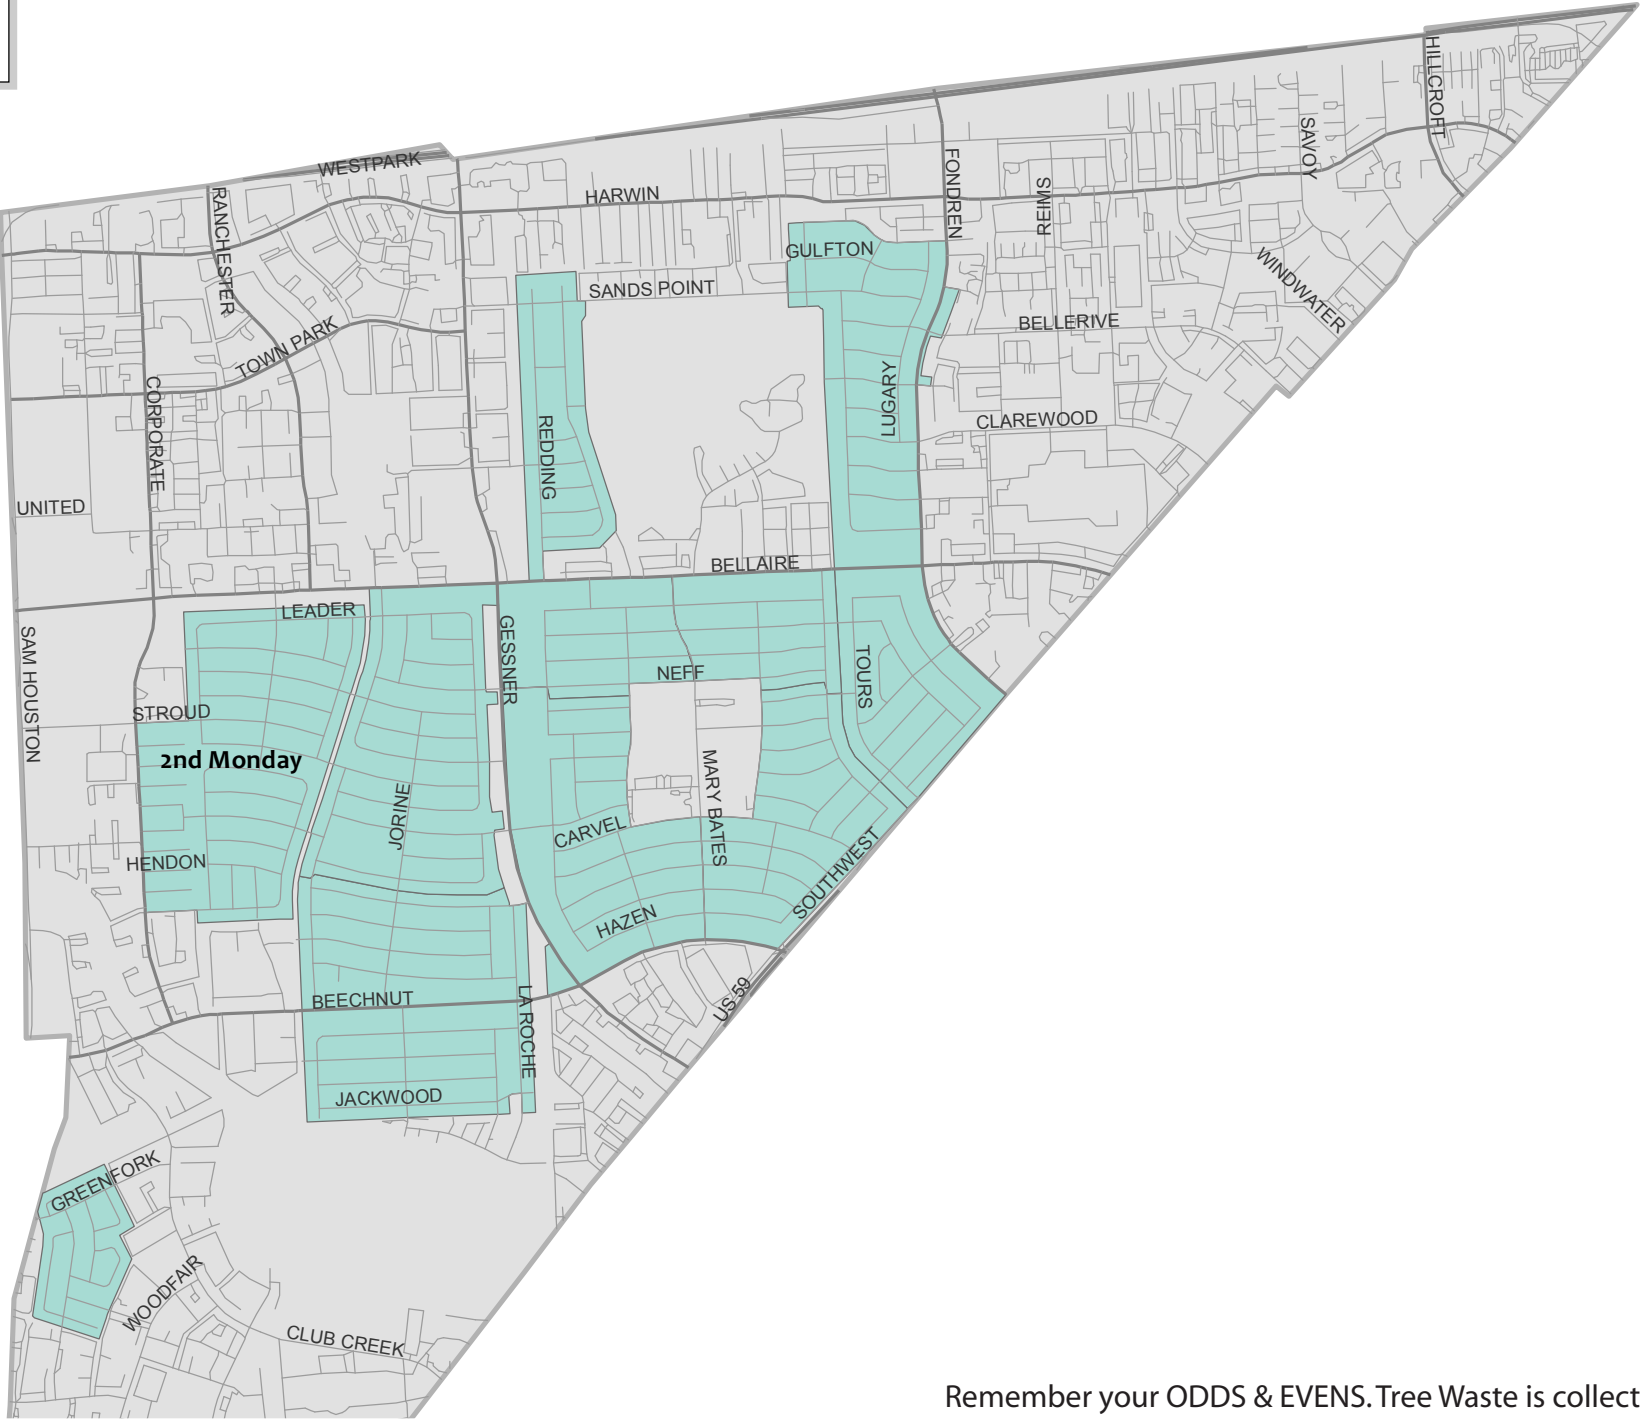 HILLCROFT
SAVOY
WESTPARK
FONDREN
REIMS
RANCHESTER
HARWIN
GULFTON
WINDWATER
SANDS POINT
BELLERIVE
TOWN PARK
LUGARY
CORPORATE
CLAREWOOD
REDDING
UNITED
BELLAIRE
LEADER
GESSNER
SAM HOUSTON
NEFF
TOURS
STROUD
2nd Monday
MARY BATES
JORINE
CARVEL
HENDON
SOUTHWEST
HAZEN
US 59
BEECHNUT
LA ROCHE
JACKWOOD
GREENFORK
WOODFAIR
CLUB CREEK
Remember your ODDS & EVENS. Tree Waste is collect